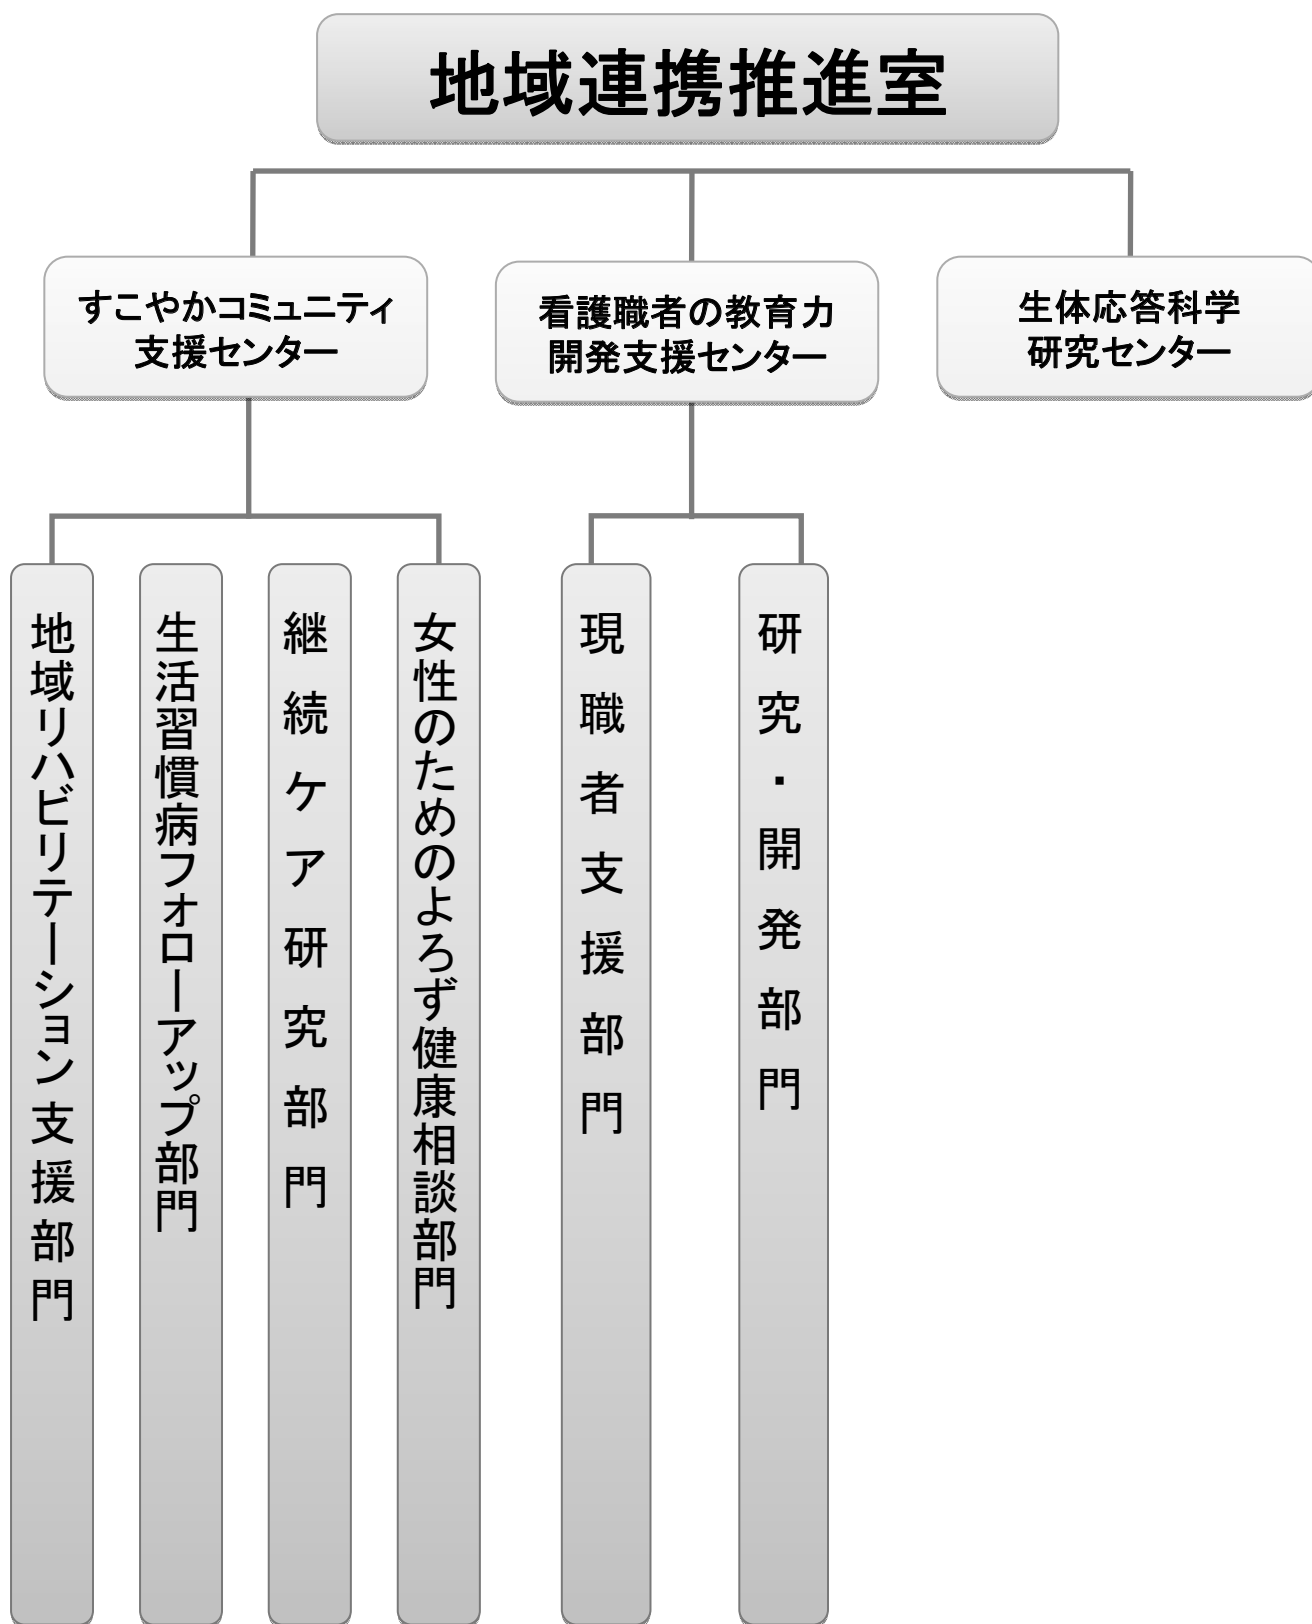 地域連携推進室
すこやかコミュニティ
支援センター
看護職者の教育力
開発支援センター
生体応答科学
研究センター
地域リハビリテーション支援部門
生活習慣病フォローアップ部門
継続ケア研究部門
女性のためのよろず健康相談部門
現職者支援部門
研究・開発部門